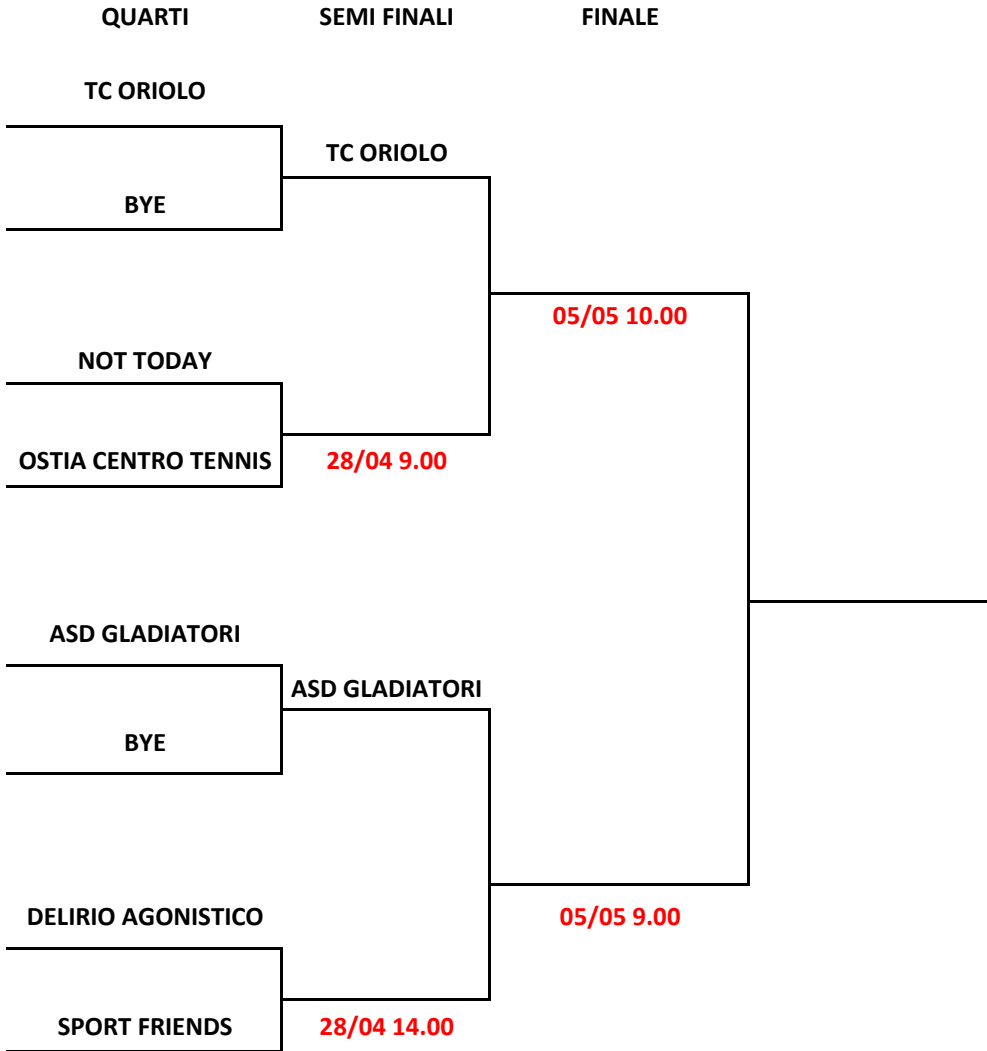 QUARTI SEMI FINALI FINALE
TC ORIOLO
TC ORIOLO
BYE
05/05 10.00
NOT TODAY
OSTIA CENTRO TENNIS 28/04 9.00
ASD GLADIATORI
ASD GLADIATORI
BYE
DELIRIO AGONISTICO 05/05 9.00
SPORT FRIENDS 28/04 14.00